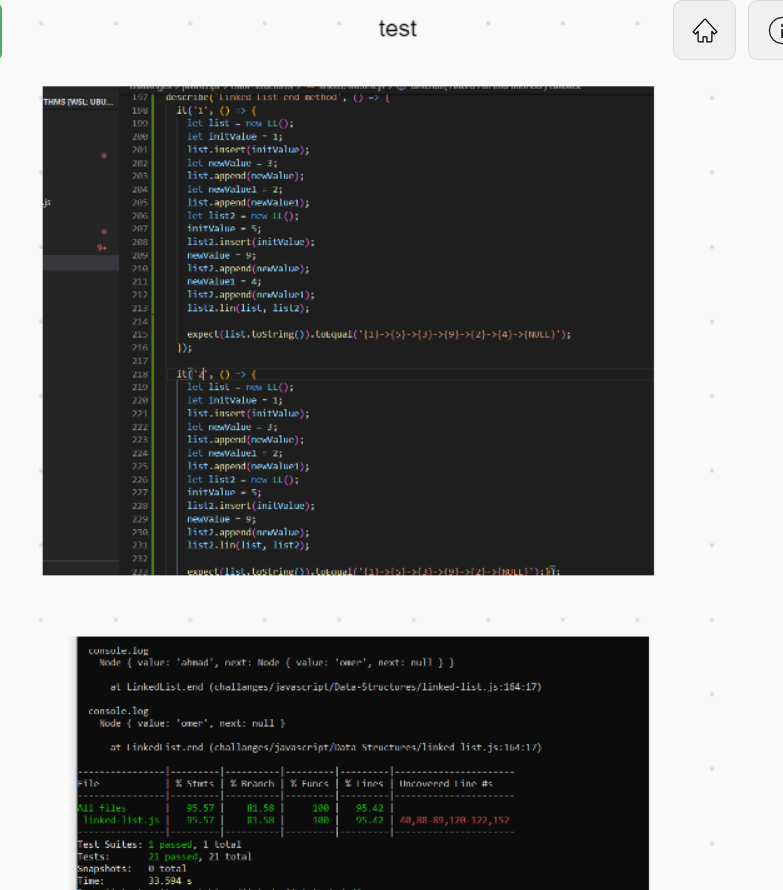 test
THMS [WSL: UBU...
197 describe('Linked List end method', () => {
198 it('1', () => {
199 let list = new LL();
200 let initValue = 1;
201 list.insert(initValue);
202 let newValue = 3;
203 list.append(newValue);
204 let newValue1 = 2;
205 list.append(newValue1);
206 let list2 = new LL();
207 initValue = 5;
208 list2.insert(initValue);
209 newValue = 9;
210 list2.append(newValue);
211 newValue1 = 4;
212 list2.append(newValue1);
213 list2.lin(list, list2);
214
.js
9+
215 expect(list.toString()).toEqual('{1}->{5}->{3}->{9}->{2}->{4}->{NULL}');
216 });
217
218 it('2', () => {
219 let list = new LL();
220 let initValue = 1;
221 list.insert(initValue);
222 let newValue = 3;
223 list.append(newValue);
224 let newValue1 = 2;
225 list.append(newValue1);
226 let list2 = new LL();
227 initValue = 5;
228 list2.insert(initValue);
229 newValue = 9;
230 list2.append(newValue);
231 list2.lin(list, list2);
232
233 expect(list.toString()).toEqual('{1}->{5}->{3}->{9}->{2}->{NULL}');});
console.log
Node { value: 'ahmad', next: Node { value: 'omer', next: null } }
at LinkedList.end (challanges/javascript/Data-Structures/linked-list.js:164:17)
console.log
Node { value: 'omer', next: null }
at LinkedList.end (challanges/javascript/Data-Structures/linked-list.js:164:17)
File | % Stmts | % Branch | % Funcs | % Lines | Uncovered Line #s
All files | 95.57 | 81.58 | 100 | 95.42 |
linked-list.js | 95.57 | 81.58 | 100 | 95.42 | 40,88-89,120-122,152
Test Suites: 1 passed, 1 total
Tests: 21 passed, 21 total
Snapshots: 0 total
Time: 33.594 s